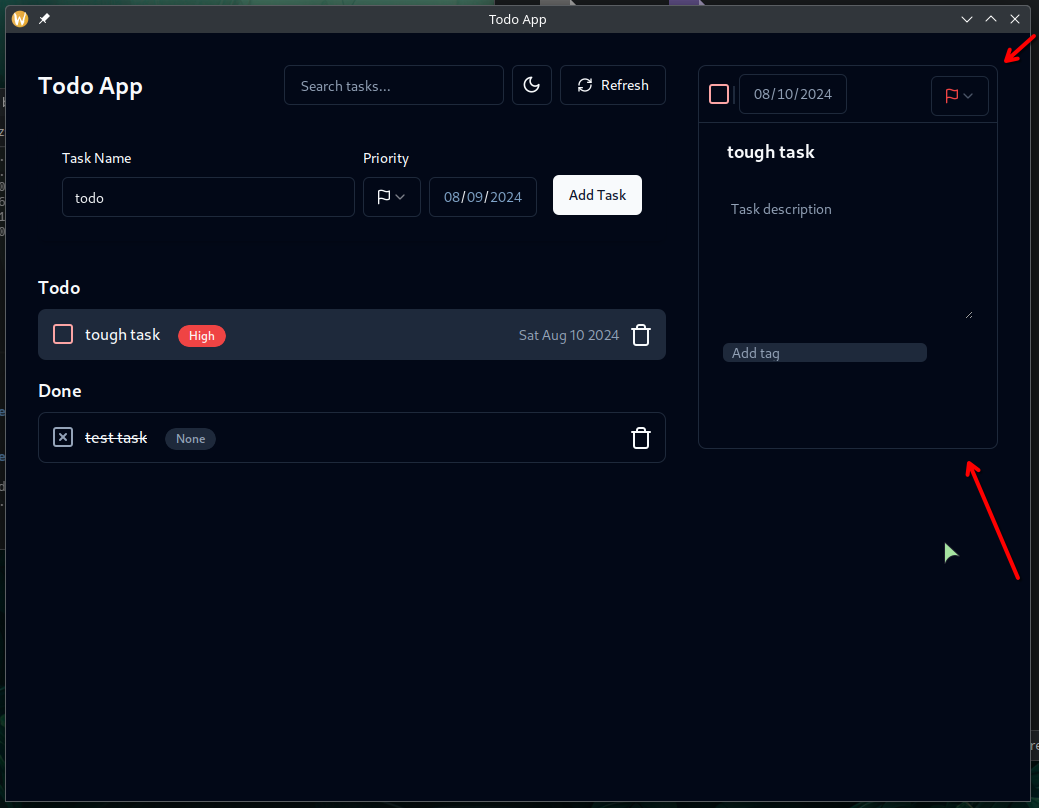 Todo App
Todo App
Search tasks...
Refresh
08/10/2024
Task Name
Priority
todo
08/09/2024
Add Task
tough task
Task description
Add tag
Todo
tough task
High
Sat Aug 10 2024
Done
test task
None